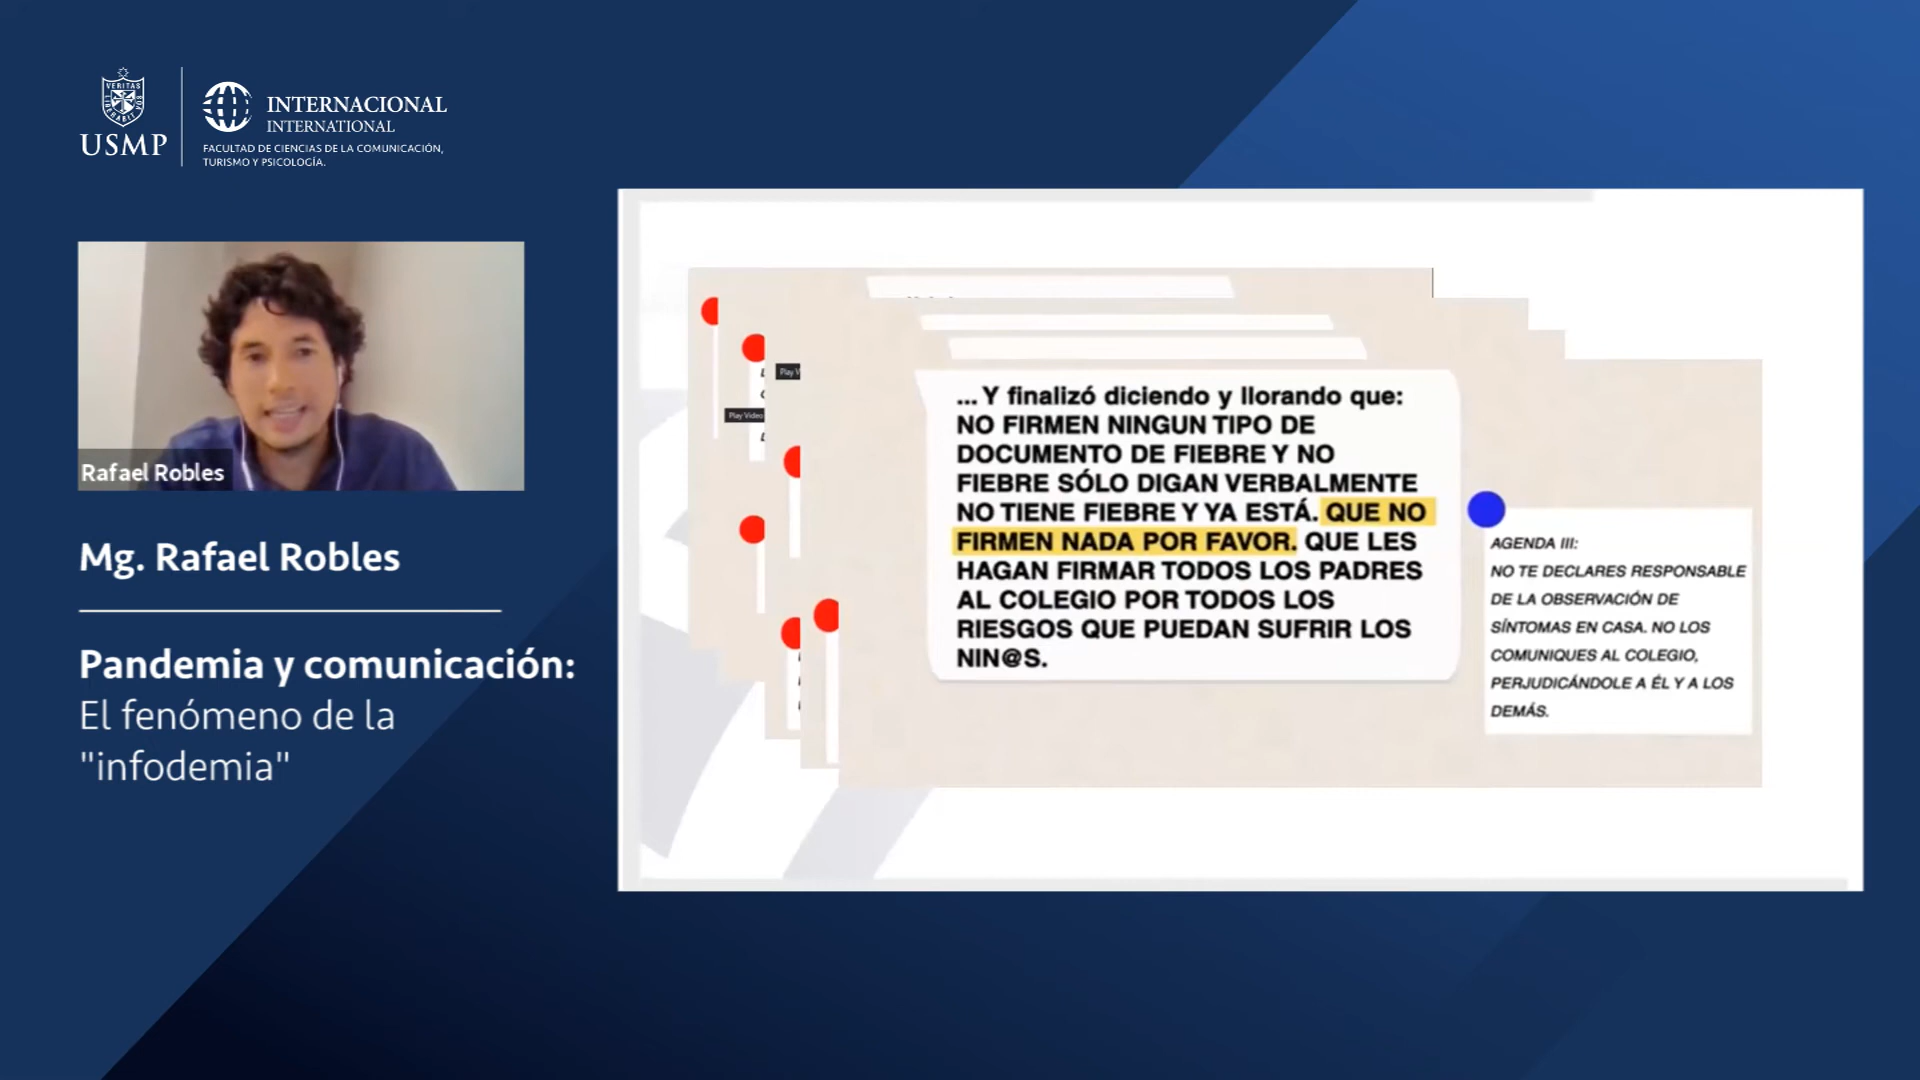 VERITAS
LIBERABIT
VOS
USMP
INTERNACIONAL
INTERNATIONAL
FACULTAD DE CIENCIAS DE LA COMUNICACIÓN,
TURISMO Y PSICOLOGÍA.
Rafael Robles
Mg. Rafael Robles
Pandemia y comunicación:
El fenómeno de la
"infodemia"
Play V
Play Video
... Y finalizó diciendo y llorando que:
NO FIRMEN NINGUN TIPO DE
DOCUMENTO DE FIEBRE Y NO
FIEBRE SÓLO DIGAN VERBALMENTE
NO TIENE FIEBRE Y YA ESTÁ. QUE NO
FIRMEN NADA POR FAVOR. QUE LES
HAGAN FIRMAR TODOS LOS PADRES
AL COLEGIO POR TODOS LOS
RIESGOS QUE PUEDAN SUFRIR LOS
NIN@S.
AGENDA III:
NO TE DECLARES RESPONSABLE
DE LA OBSERVACIÓN DE
SÍNTOMAS EN CASA. NO LOS
COMUNIQUES AL COLEGIO,
PERJUDICÁNDOLE A ÉL Y A LOS
DEMÁS.